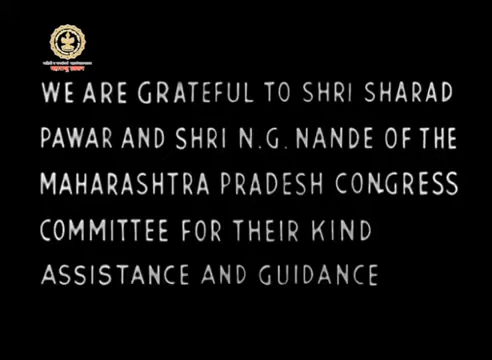 WE ARE GRATEFUL TO SHRI SHARAD
PAWAR AND SHRI N.G. NANDE OF THE
MAHARASHTRA PRADESH CONGRESS
COMMITTEE FOR THEIR KIND
ASSISTANCE AND GUIDANCE